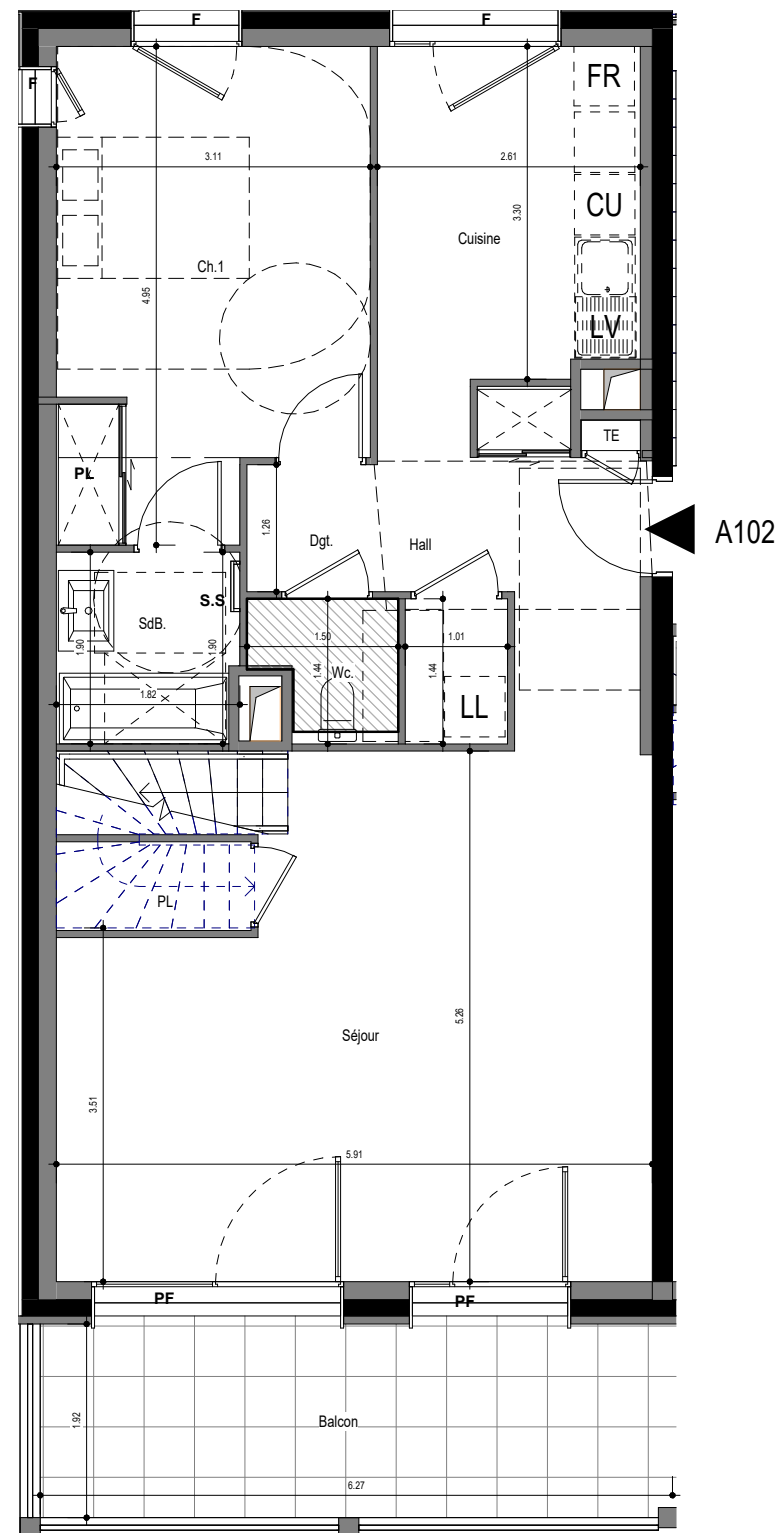 F
F
F
FR
3.11
2.61
3.30
CU
Cuisine
Ch.1
4.95
LV
TE
PL
A102
1.26
Dgt.
Hall
S.S
SdB.
1.90
1.90
1.50
1.01
1.44
Wc.
1.44
1.82
LL
PL
5.26
Séjour
3.51
5.91
PF
PF
1.92
Balcon
6.27